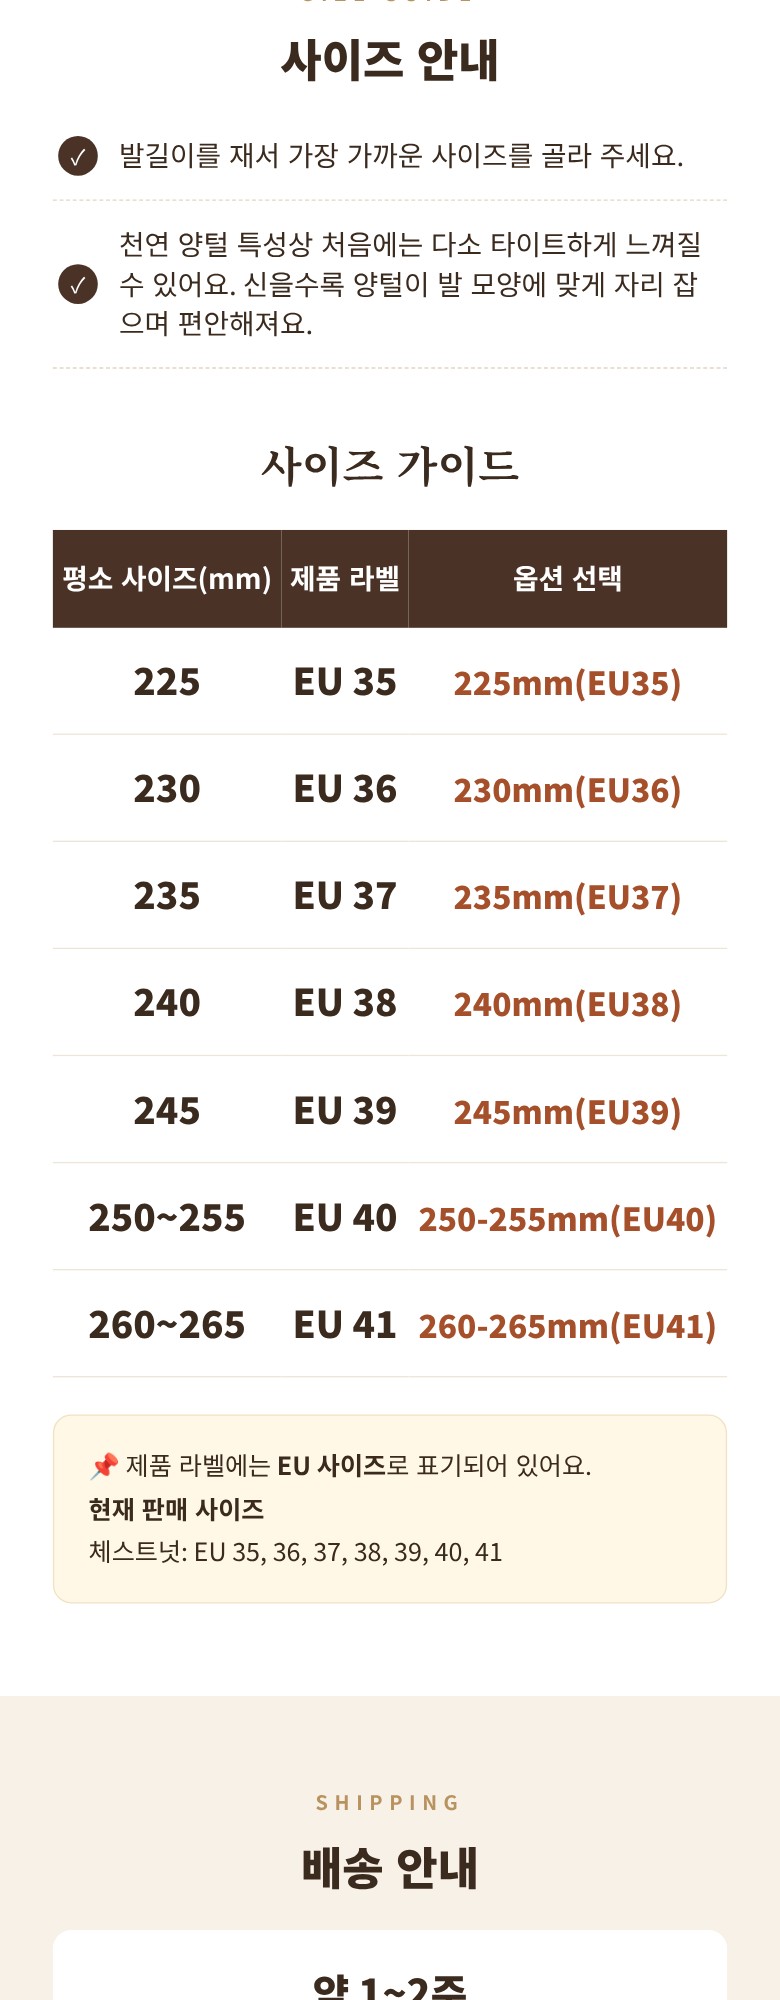 사이즈 안내
발길이를 재서 가장 가까운 사이즈를 골라 주세요.
천연 양털 특성상 처음에는 다소 타이트하게 느껴질
수 있어요. 신을수록 양털이 발 모양에 맞게 자리 잡
으며 편안해져요.
사이즈 가이드
평소 사이즈(mm) 제품 라벨 옵션 선택
225 EU 35 225mm(EU35)
230 EU 36 230mm(EU36)
235 EU 37 235mm(EU37)
240 EU 38 240mm(EU38)
245 EU 39 245mm(EU39)
250~255 EU 40 250-255mm(EU40)
260~265 EU 41 260-265mm(EU41)
📌 제품 라벨에는 EU 사이즈로 표기되어 있어요.
현재 판매 사이즈
체스트넛: EU 35, 36, 37, 38, 39, 40, 41
SHIPPING
배송 안내
약 1~2주